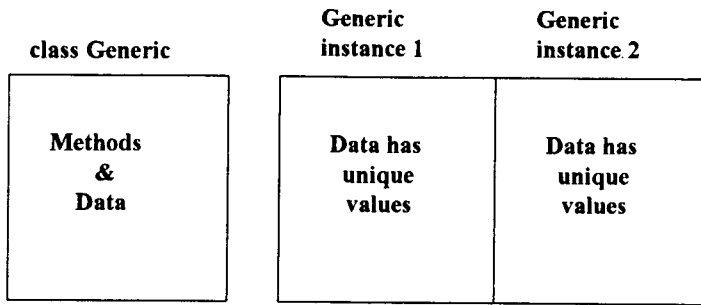 class Generic
Generic
instance 1
Generic
instance 2
Methods
&
Data
Data has
unique
values
Data has
unique
values